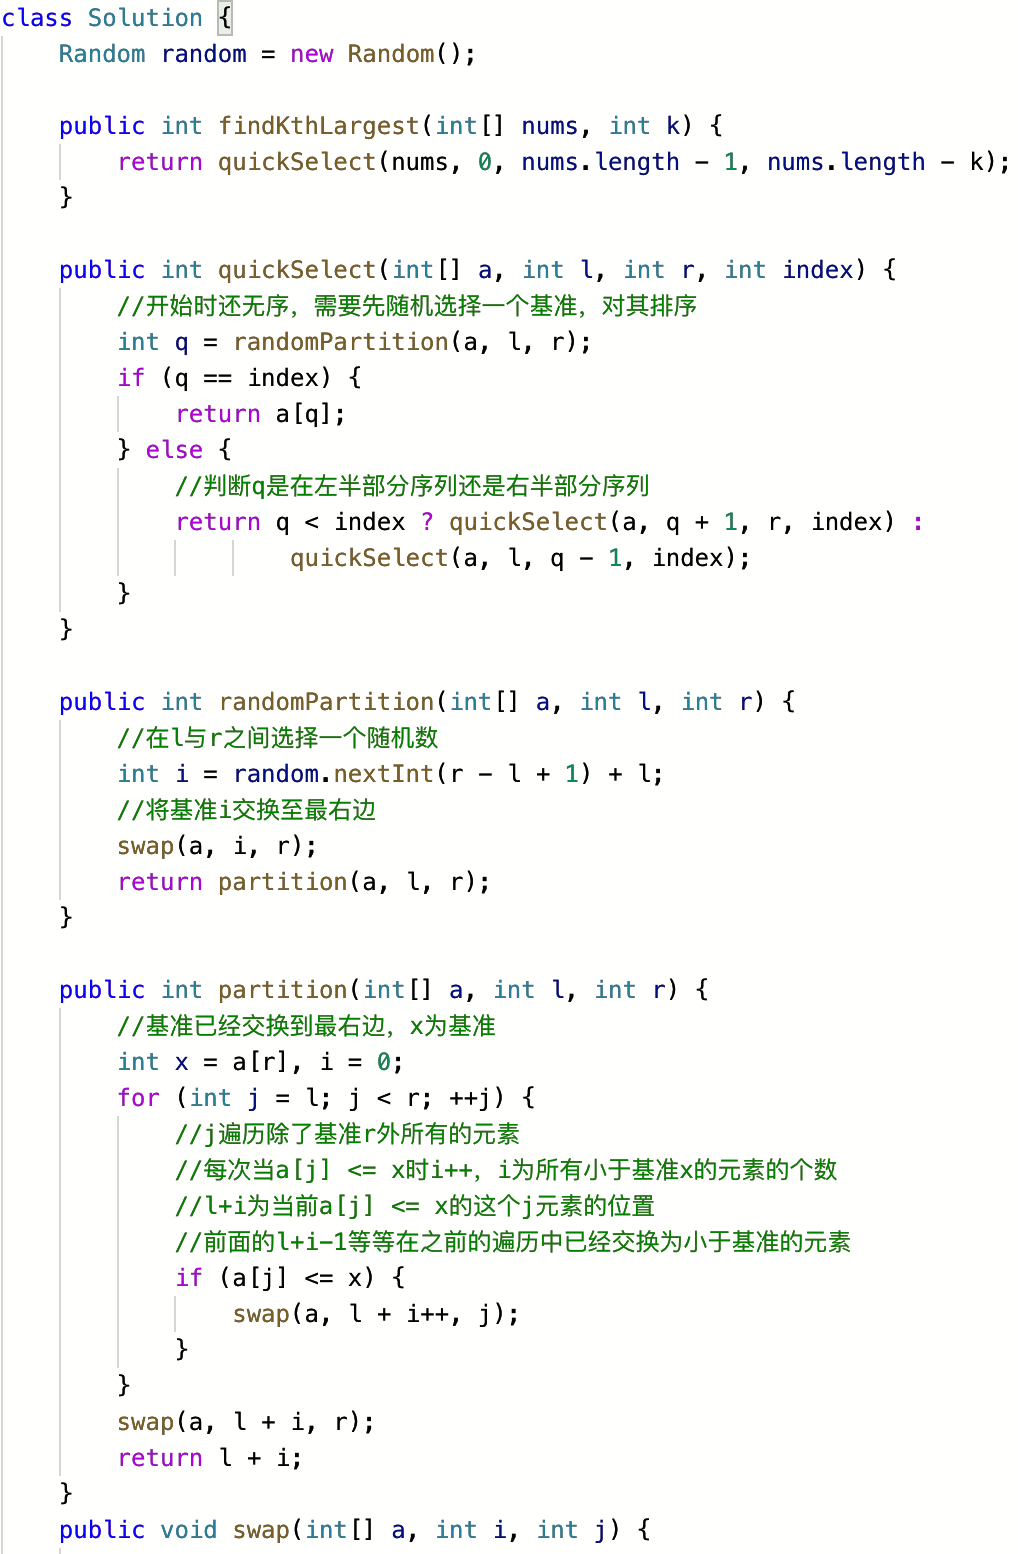 class Solution {
    Random random = new Random();

    public int findKthLargest(int[] nums, int k) {
        return quickSelect(nums, 0, nums.length - 1, nums.length - k);
    }

    public int quickSelect(int[] a, int l, int r, int index) {
        //开始时还无序，需要先随机选择一个基准，对其排序
        int q = randomPartition(a, l, r);
        if (q == index) {
            return a[q];
        } else {
            //判断q是在左半部分序列还是右半部分序列
            return q < index ? quickSelect(a, q + 1, r, index) :
                    quickSelect(a, l, q - 1, index);
        }
    }

    public int randomPartition(int[] a, int l, int r) {
        //在l与r之间选择一个随机数
        int i = random.nextInt(r - l + 1) + l;
        //将基准i交换至最右边
        swap(a, i, r);
        return partition(a, l, r);
    }

    public int partition(int[] a, int l, int r) {
        //基准已经交换到最右边，x为基准
        int x = a[r], i = 0;
        for (int j = l; j < r; ++j) {
            //j遍历除了基准r外所有的元素
            //每次当a[j] <= x时i++，i为所有小于基准x的元素的个数
            //l+i为当前a[j] <= x的这个j元素的位置
            //前面的l+i-1等等在之前的遍历中已经交换为小于基准的元素
            if (a[j] <= x) {
                swap(a, l + i++, j);
            }
        }
        swap(a, l + i, r);
        return l + i;
    }
    public void swap(int[] a, int i, int j) {